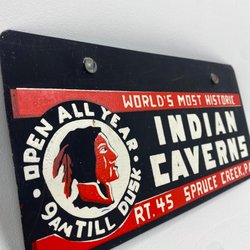 WORLD'S MOST HISTORIC
INDIAN
CAVERNS
RT. 45 SPRUCE CREEK, P
OPEN ALL YEAR
9 AM TILL DUSK